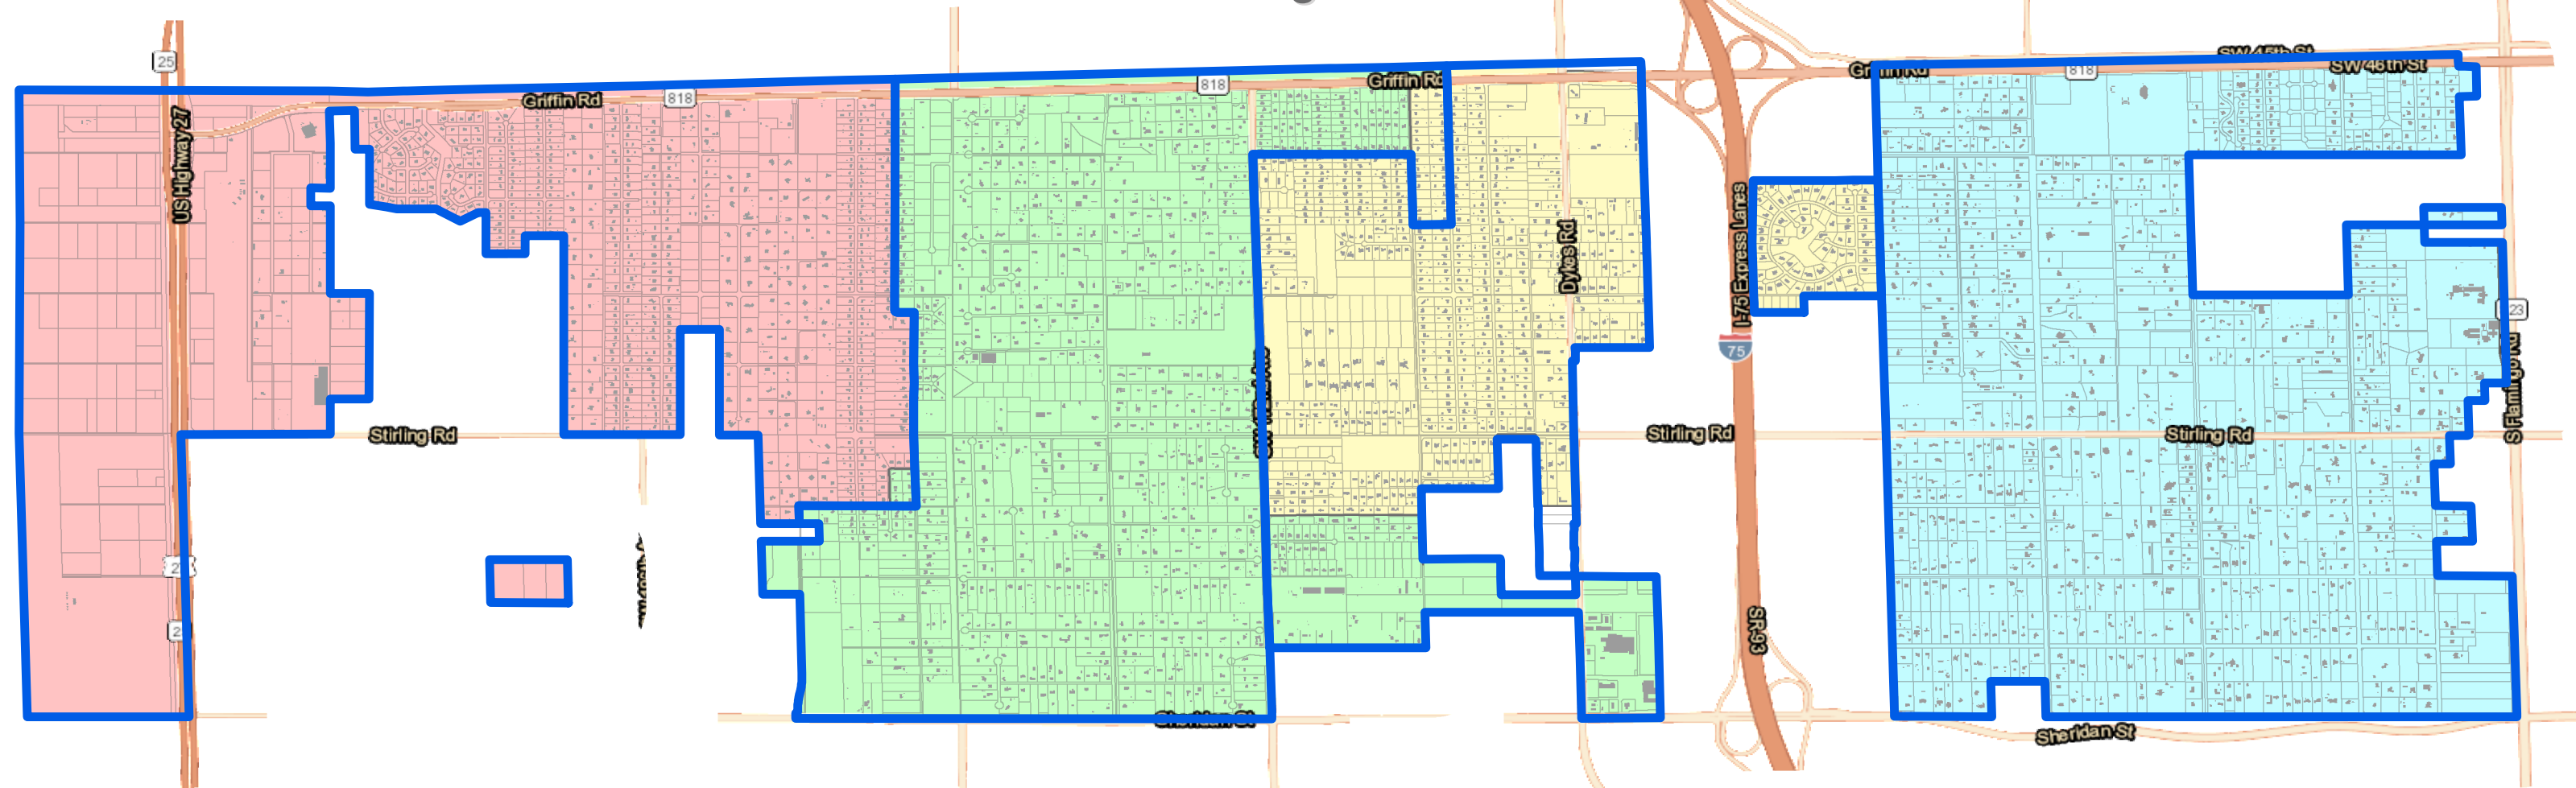 SW 45th St
25
Griffin Rd
SW 46th St
818
818
Griffin Rd
818
Griffin Rd
US Highway 27
I-75 Express Lanes
Dykes Rd
23
75
S Flamingo Rd
Stirling Rd
Stirling Rd
Stirling Rd
SR-93
Sheridan St
Sheridan St